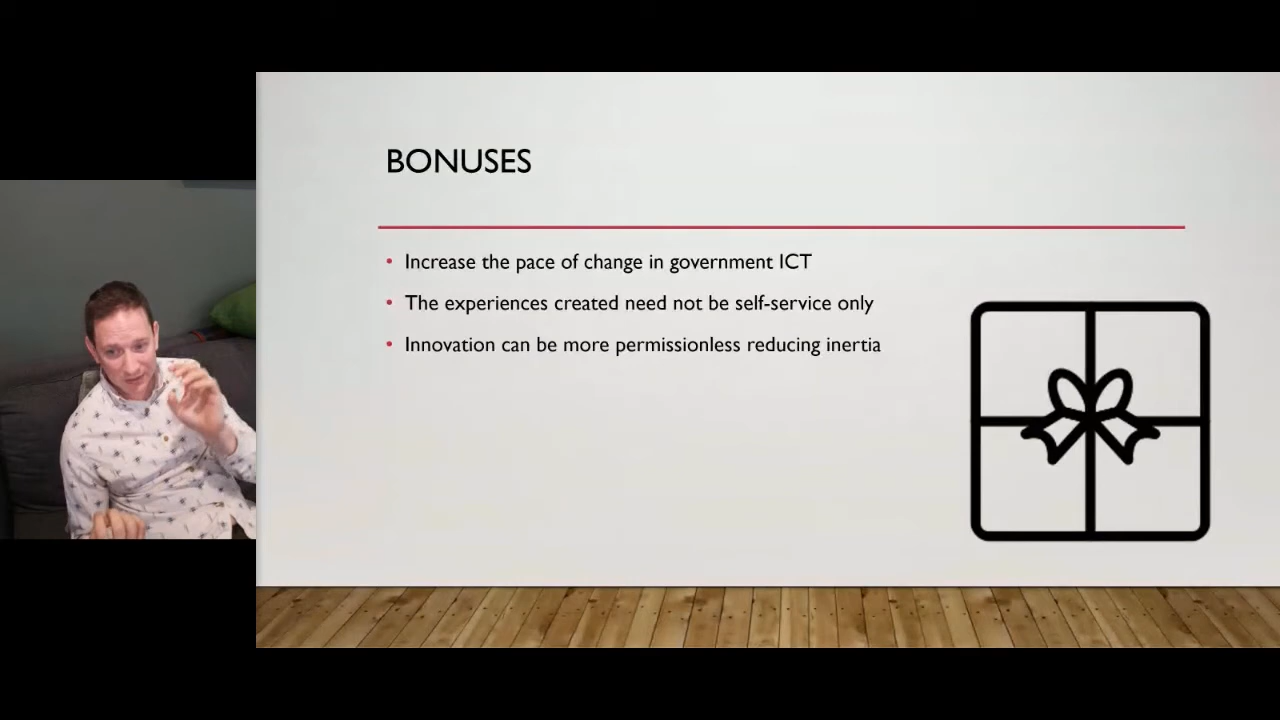 BONUSES
• Increase the pace of change in government ICT
• The experiences created need not be self-service only
• Innovation can be more permissionless reducing inertia